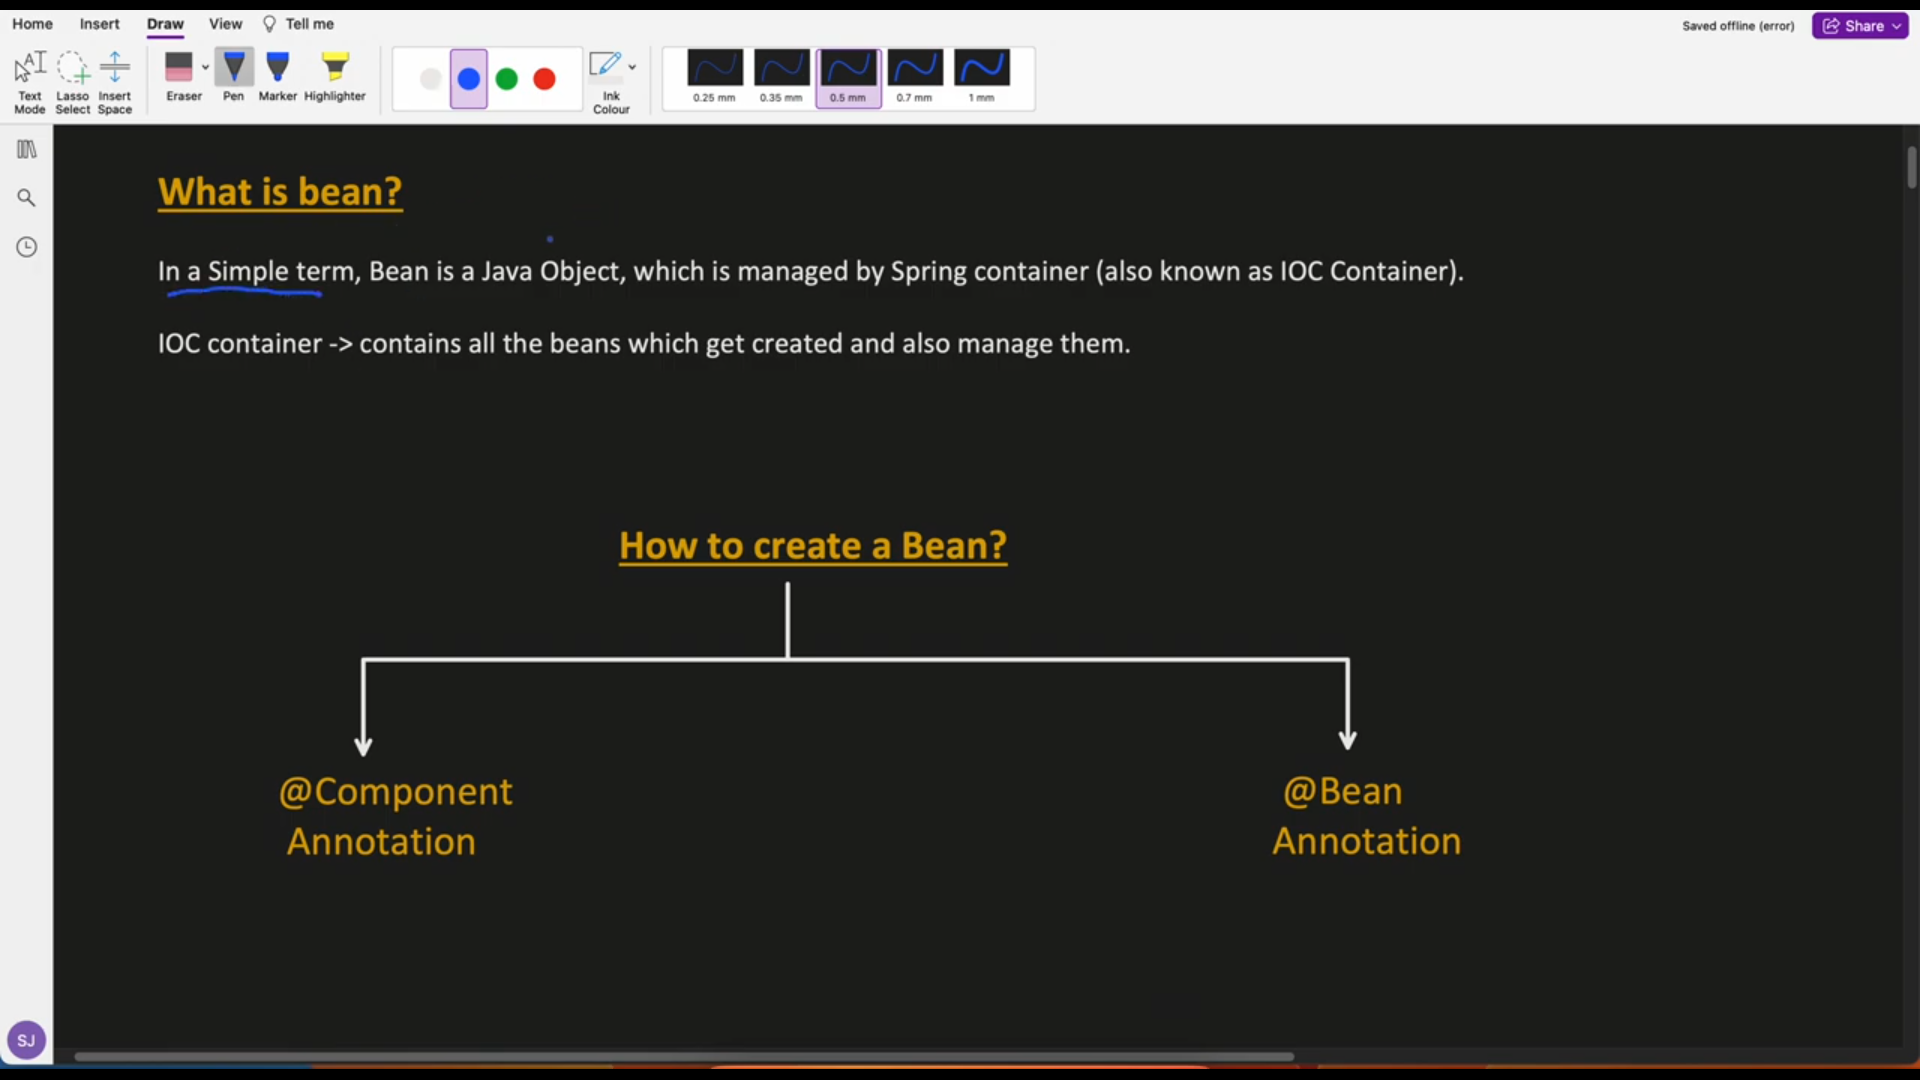 Home Insert Draw View Tell me
Saved offline (error) Share
Text Mode
Lasso Select
Insert Space
Eraser
Pen
Marker
Highlighter
Ink Colour
0.25 mm
0.35 mm
0.5 mm
0.7 mm
1 mm
What is bean?
In a Simple term, Bean is a Java Object, which is managed by Spring container (also known as IOC Container).
IOC container -> contains all the beans which get created and also manage them.
How to create a Bean?
@Component
Annotation
@Bean
Annotation
SJ